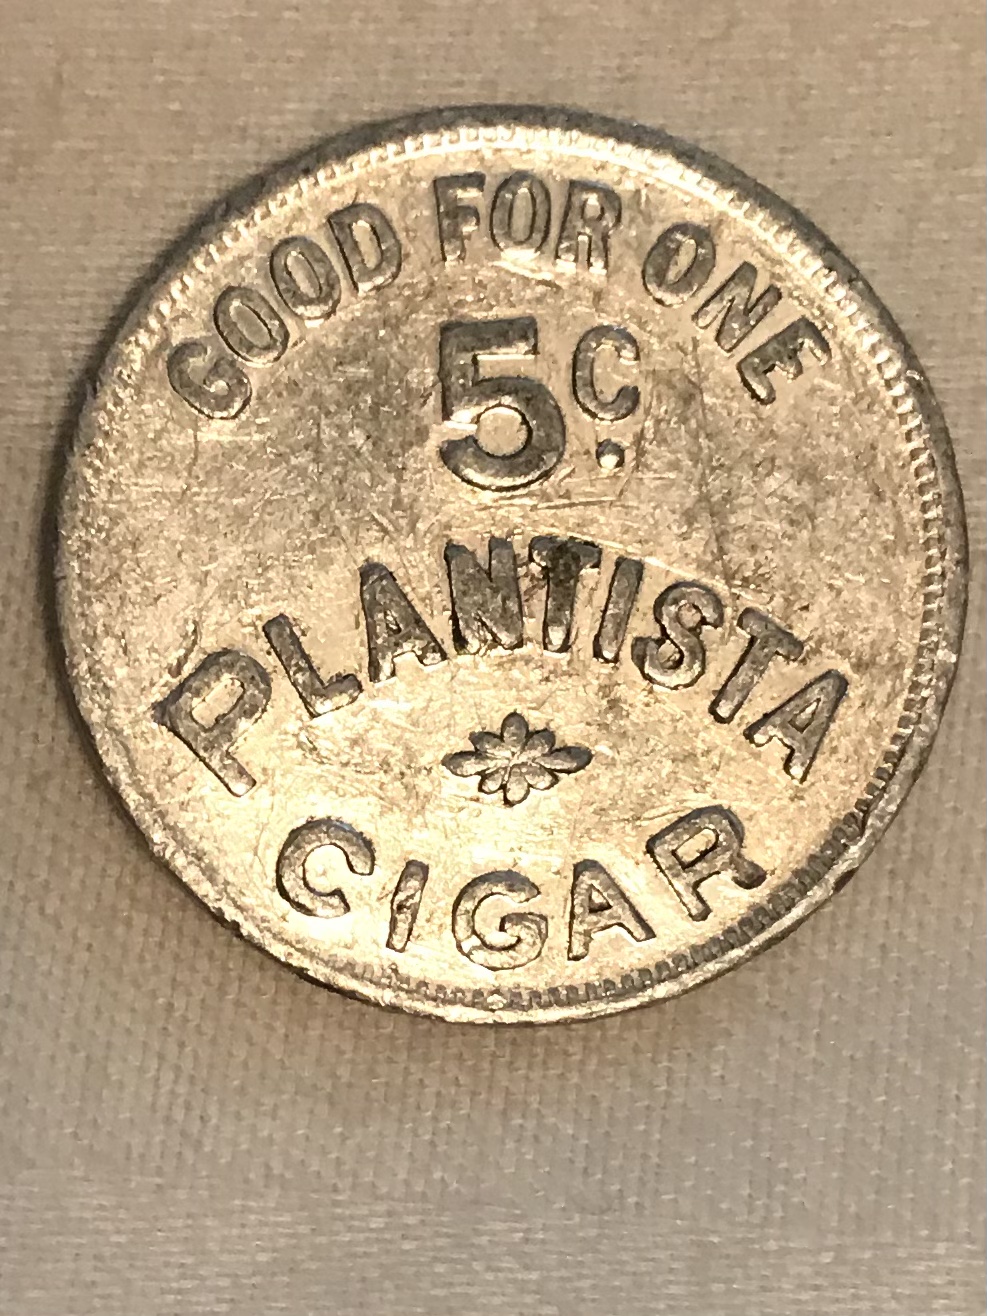 GOOD FOR ONE
5¢.
PLANTISTA
CIGAR